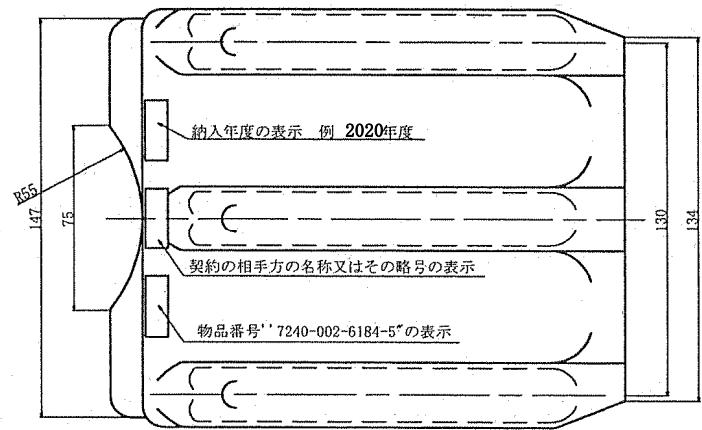 納入年度の表示 例 2020年度
R55
147
75
130
134
契約の相手方の名称又はその略号の表示
物品番号''7240-002-6184-5"の表示